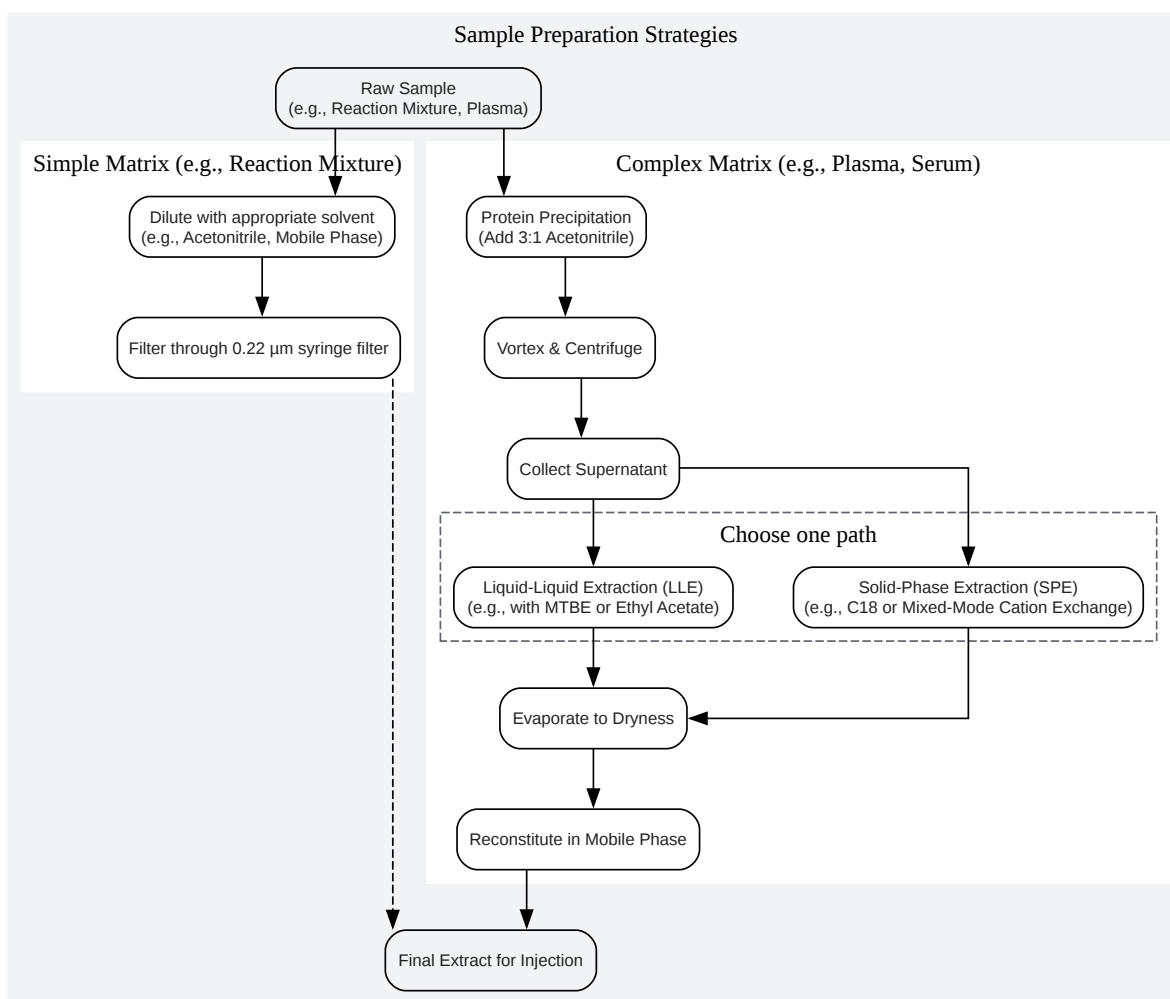 Sample Preparation Strategies
Raw Sample
(e.g., Reaction Mixture, Plasma)
Simple Matrix (e.g., Reaction Mixture)
Dilute with appropriate solvent
(e.g., Acetonitrile, Mobile Phase)
Filter through 0.22 µm syringe filter
Complex Matrix (e.g., Plasma, Serum)
Protein Precipitation
(Add 3:1 Acetonitrile)
Vortex & Centrifuge
Collect Supernatant
Choose one path
Liquid-Liquid Extraction (LLE)
(e.g., with MTBE or Ethyl Acetate)
Solid-Phase Extraction (SPE)
(e.g., C18 or Mixed-Mode Cation Exchange)
Evaporate to Dryness
Reconstitute in Mobile Phase
Final Extract for Injection